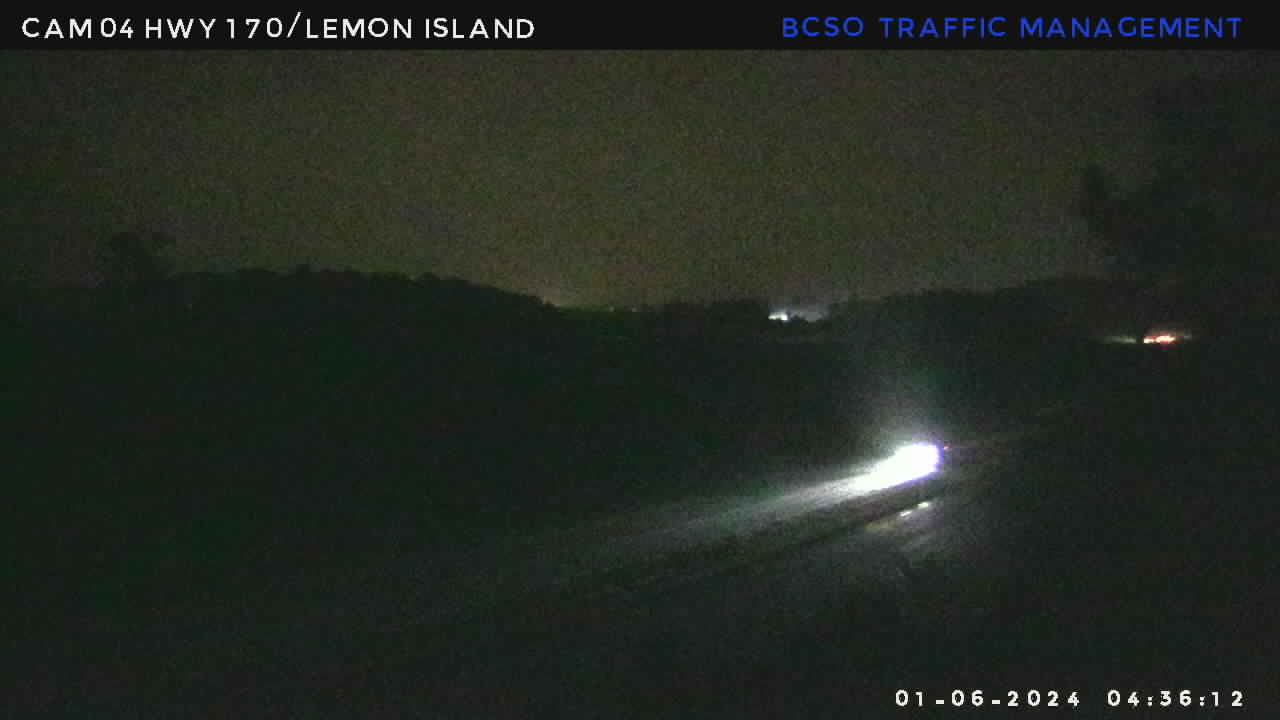 CAM04 HWY 170/LEMON ISLAND
BCSO TRAFFIC MANAGEMENT
01-06-2024 04:36:12